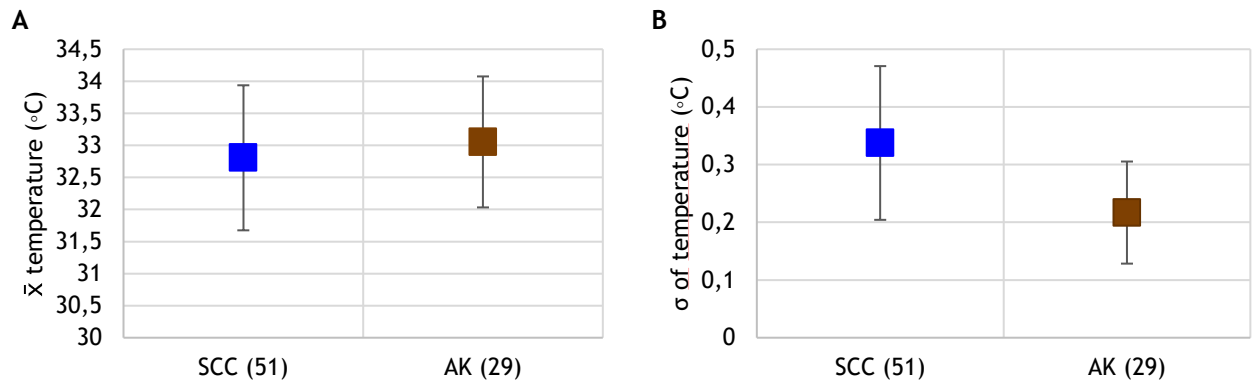 A
x̄ temperature (◦C)
34,5
34
33,5
33
32,5
32
31,5
31
30,5
30
SCC (51)
AK (29)
B
σ of temperature (◦C)
0,5
0,4
0,3
0,2
0,1
0
SCC (51)
AK (29)